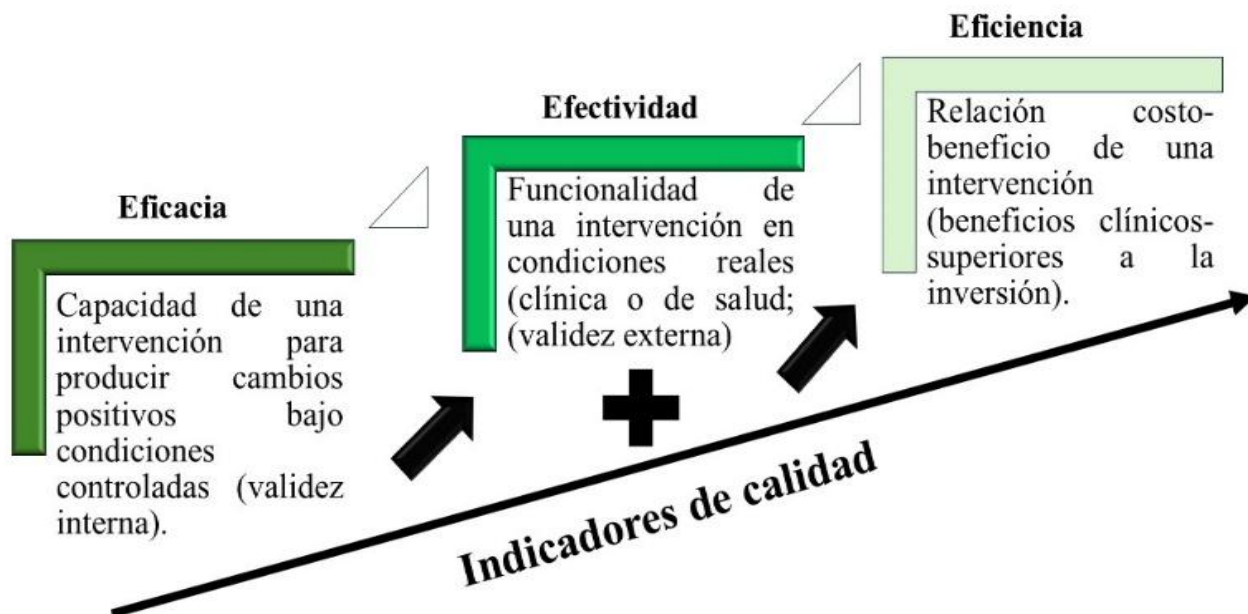 Eficacia
Capacidad de una
intervención para
producir cambios
positivos bajo
condiciones
controladas (validez
interna).
Efectividad
Funcionalidad de
una intervención en
condiciones reales
(clínica o de salud;
(validez externa)
Eficiencia
Relación costo-
beneficio de una
intervención
(beneficios clínicos-
superiores a la
inversión).
Indicadores de calidad